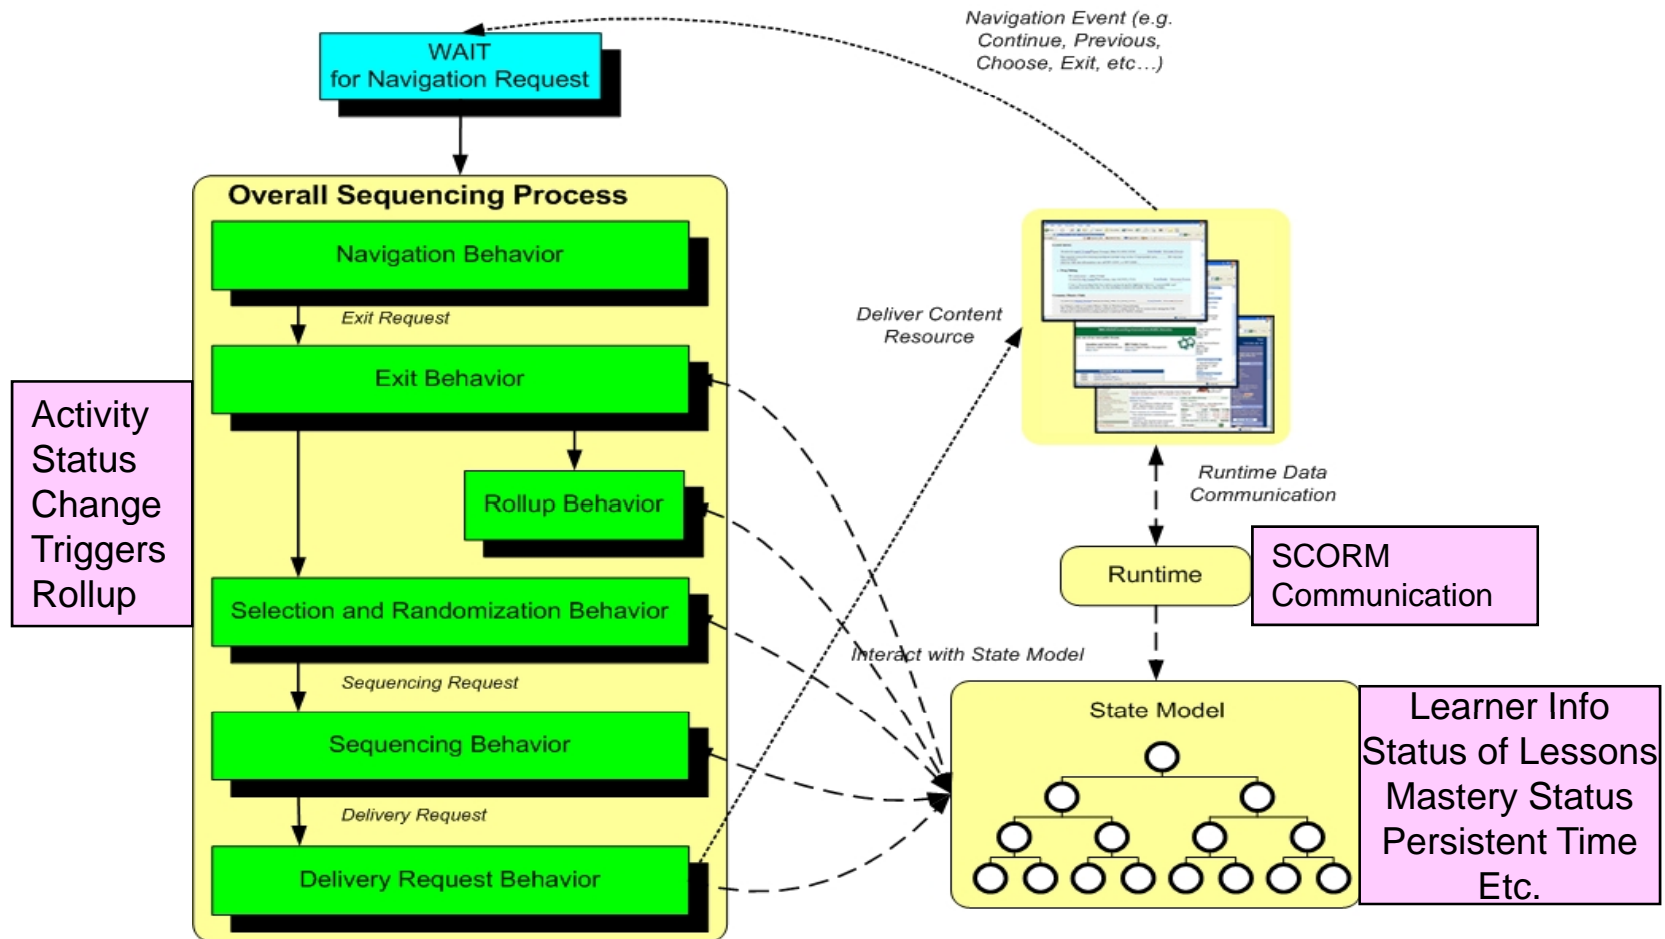 Navigation Event (e.g.
Continue, Previous,
Choose, Exit, etc...)
WAIT
for Navigation Request
Overall Sequencing Process
Navigation Behavior
Exit Request
Exit Behavior
Rollup Behavior
Selection and Randomization Behavior
Sequencing Request
Sequencing Behavior
Delivery Request
Delivery Request Behavior
Activity
Status
Change
Triggers
Rollup
Deliver Content
Resource
Runtime Data
Communication
Runtime
SCORM
Communication
Interact with State Model
State Model
Learner Info
Status of Lessons
Mastery Status
Persistent Time
Etc.